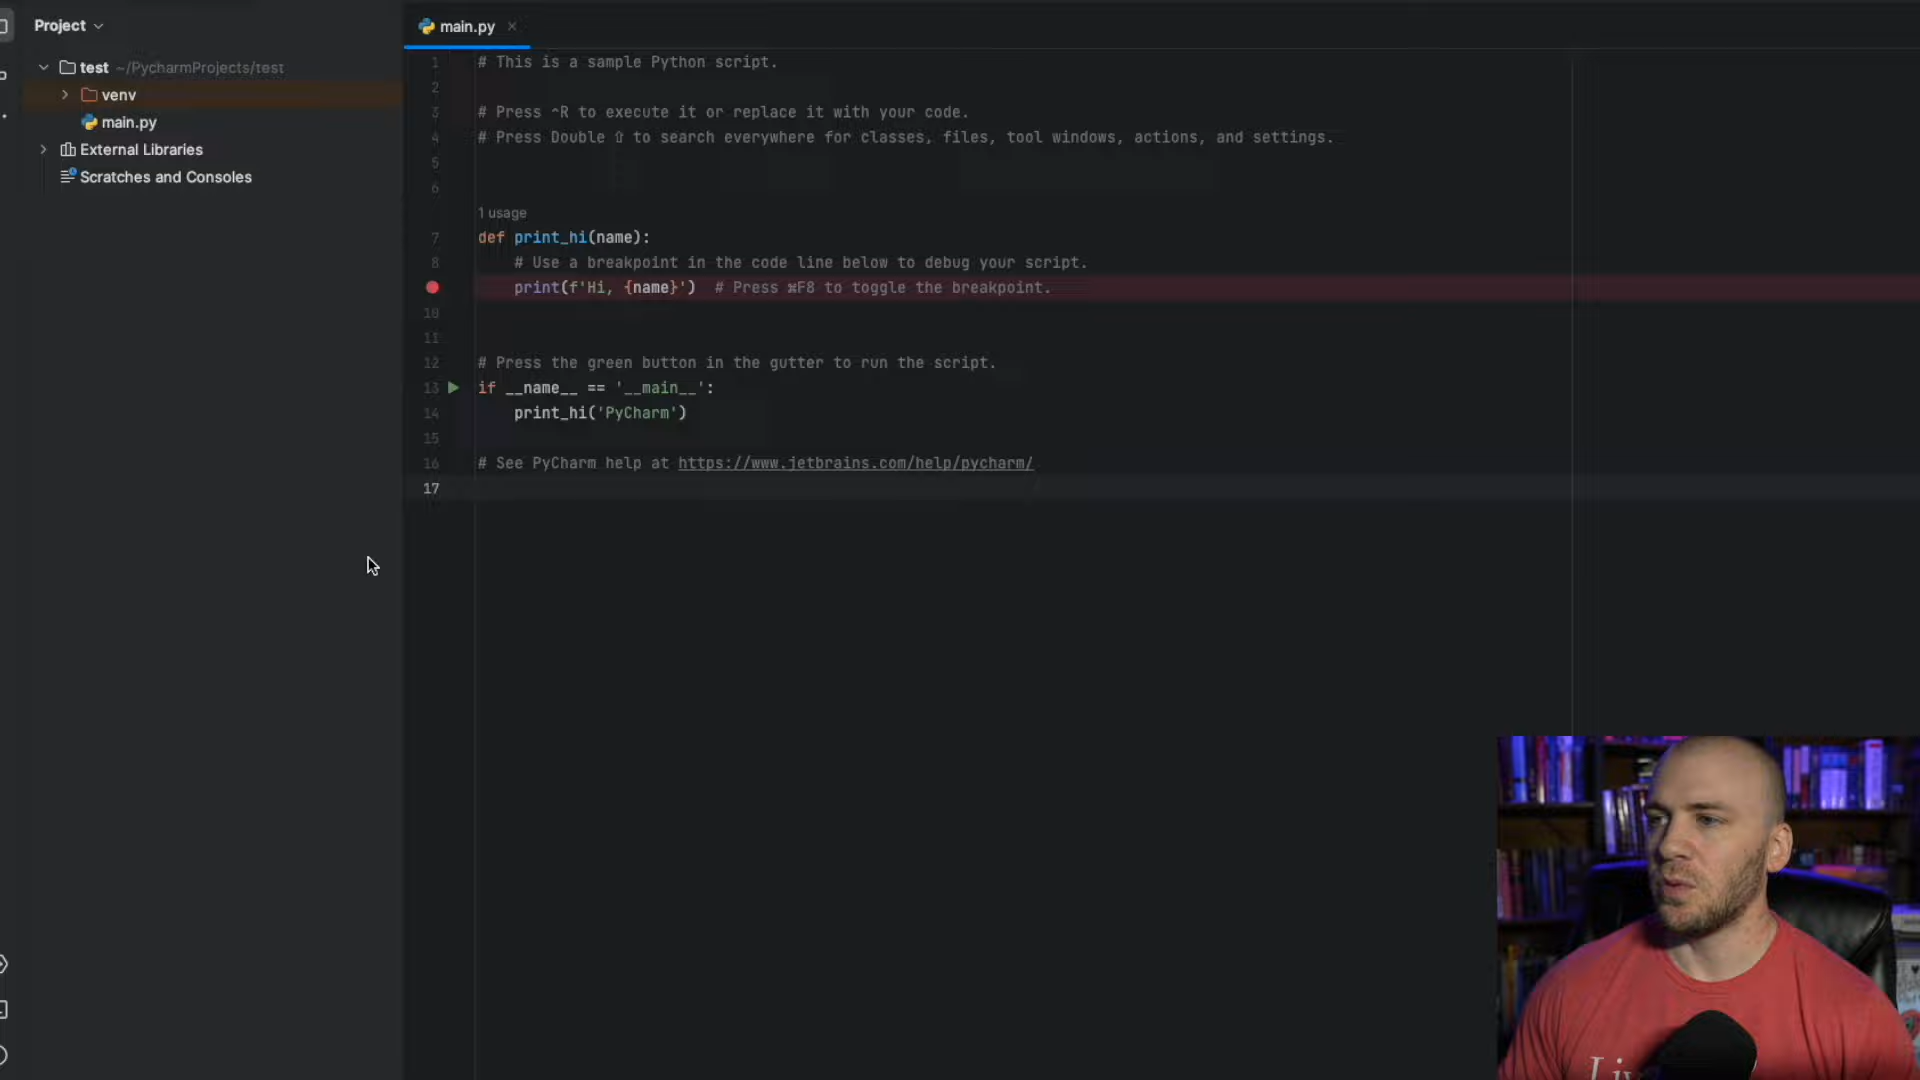 Project
test ~/PycharmProjects/test
venv
main.py
External Libraries
Scratches and Consoles
main.py
1 # This is a sample Python script.
2
3 # Press ⌃R to execute it or replace it with your code.
4 # Press Double ⇧ to search everywhere for classes, files, tool windows, actions, and settings.
5
6
1 usage
7 def print_hi(name):
8     # Use a breakpoint in the code line below to debug your script.
    print(f'Hi, {name}')  # Press ⌘F8 to toggle the breakpoint.
10
11
12 # Press the green button in the gutter to run the script.
13 if __name__ == '__main__':
14     print_hi('PyCharm')
15
16 # See PyCharm help at https://www.jetbrains.com/help/pycharm/
17